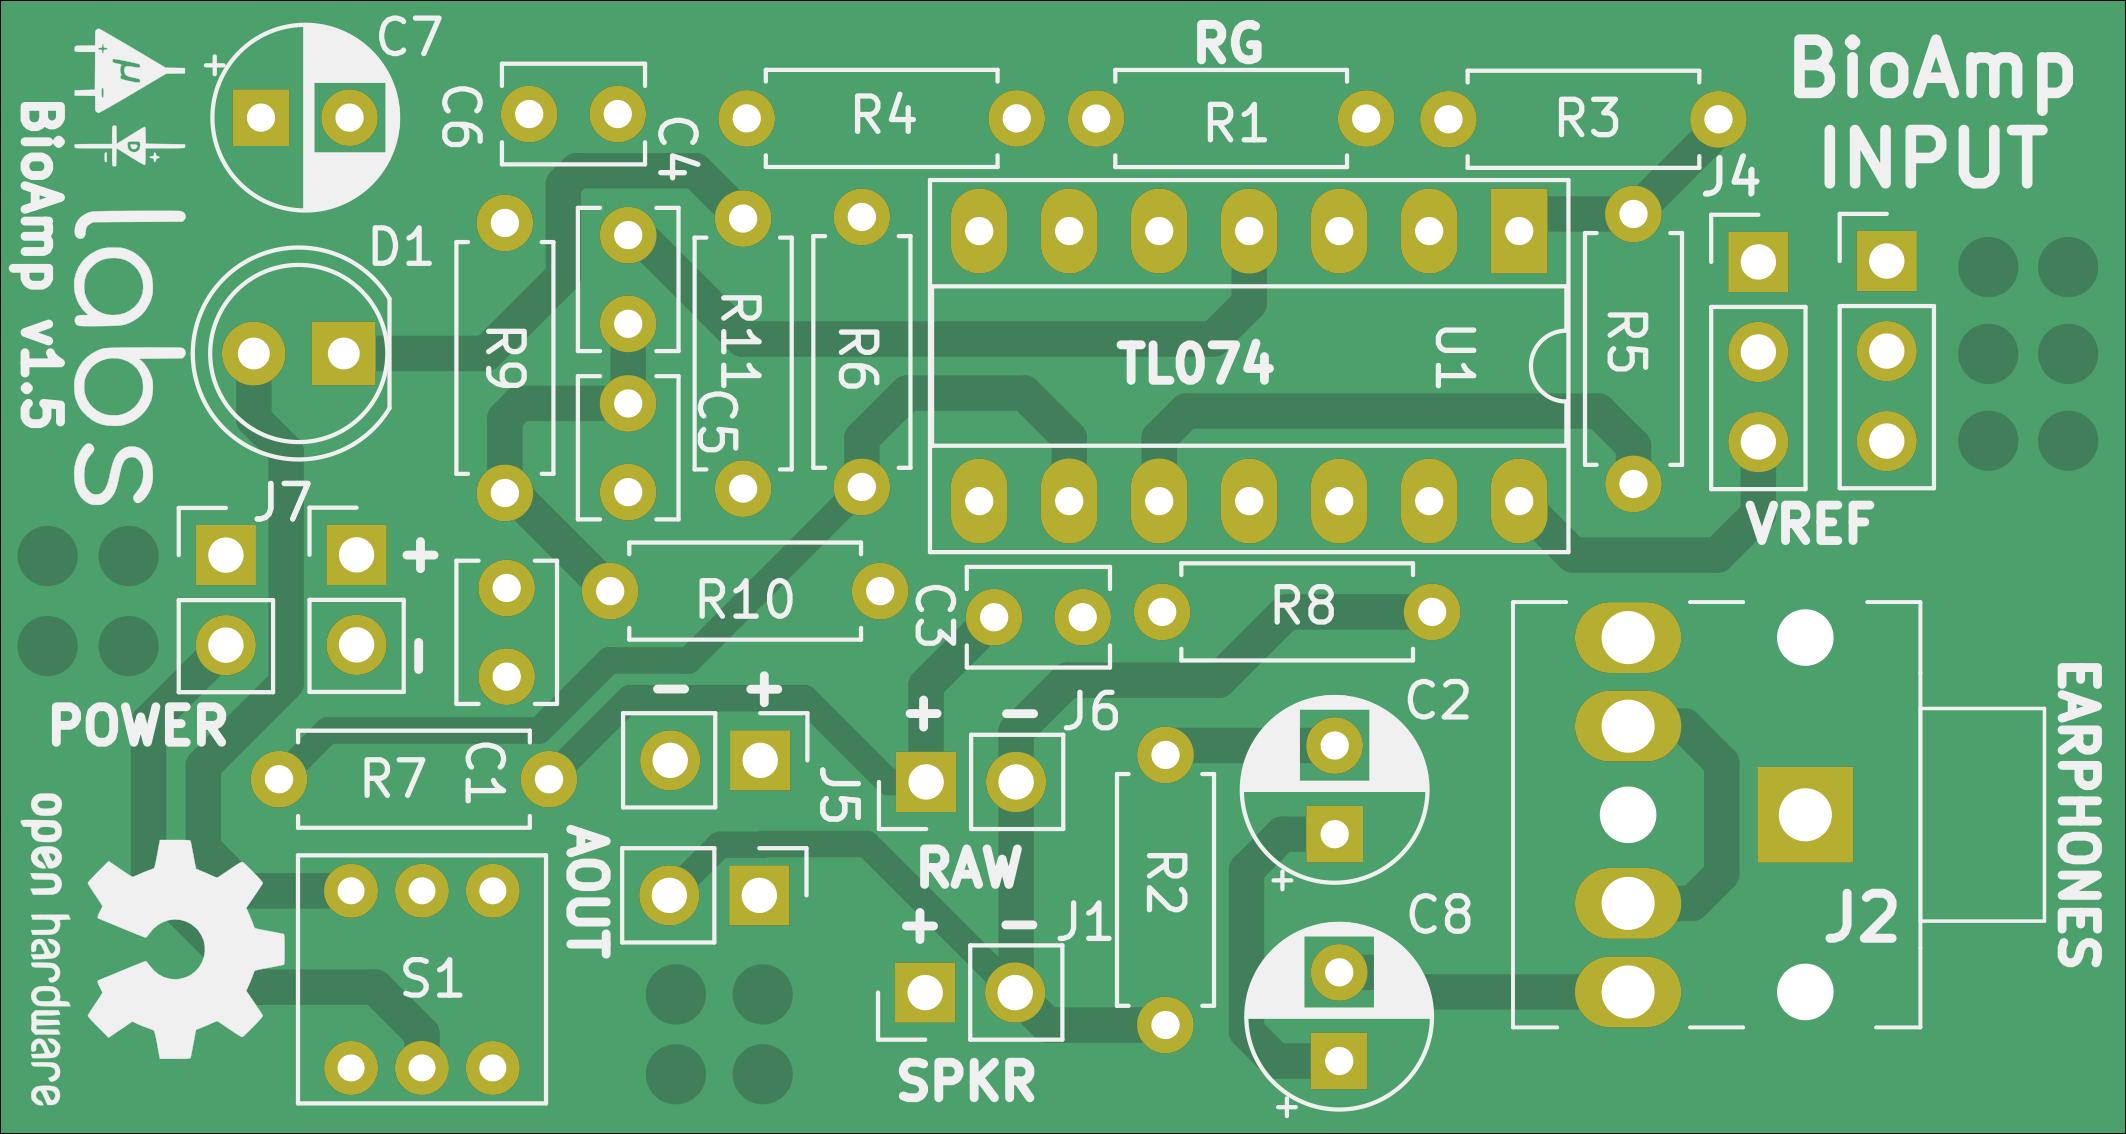 C7
RG
BioAmp
INPUT
C6
C4
R4
R1
R3
J4
BioAmp v1.5
µ
D
labs
D1
R9
R11
C5
R6
TL074
U1
R5
VREF
J7
+
-
R10
C3
R8
POWER
- +
+ -
J6
C2
R7
C1
J5
RAW
R2
EARPHONES
AOUT
+ -
J1
C8
J2
open hardware
S1
SPKR